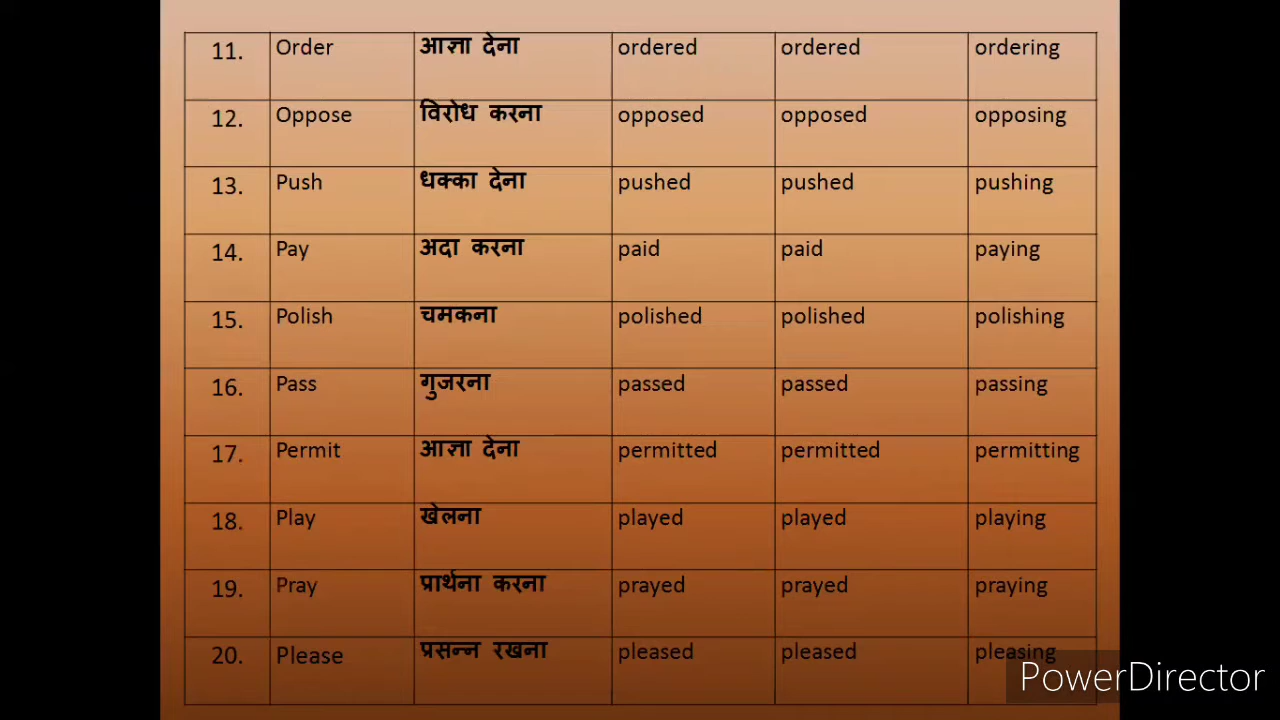 11. Order आज्ञा देना ordered ordered ordering
12. Oppose विरोध करना opposed opposed opposing
13. Push धक्का देना pushed pushed pushing
14. Pay अदा करना paid paid paying
15. Polish चमकना polished polished polishing
16. Pass गुजरना passed passed passing
17. Permit आज्ञा देना permitted permitted permitting
18. Play खेलना played played playing
19. Pray प्रार्थना करना prayed prayed praying
20. Please प्रसन्न रखना pleased pleased pleasing
PowerDirector